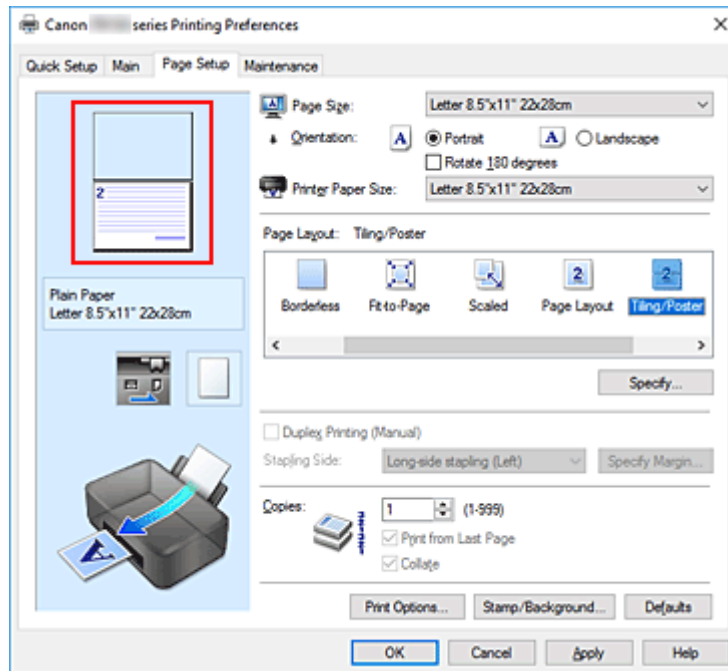 Canon series Printing Preferences
Quick Setup Main Page Setup Maintenance
2
Plain Paper
Letter 8.5"x11" 22x28cm
A
Page Size: Letter 8.5"x11" 22x28cm
Orientation: A Portrait A Landscape
Rotate 180 degrees
Printer Paper Size: Letter 8.5"x11" 22x28cm
Page Layout: Tiling/Poster
2 2
Borderless Fit-to-Page Scaled Page Layout Tiling/Poster
Specify...
Duplex Printing (Manual)
Stapling Side: Long-side stapling (Left) Specify Margin...
Copies: 1 (1-999)
Print from Last Page
Collate
Print Options... Stamp/Background... Defaults
OK Cancel Apply Help